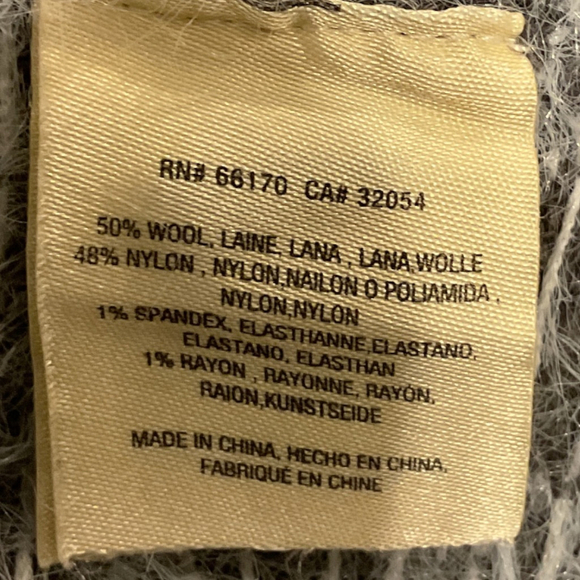 RN# 66170 CA# 32054
50% WOOL, LAINE, LANA , LANA,WOLLE
48% NYLON , NYLON,NAILON O POLIAMIDA ,
NYLON,NYLON
1% SPANDEX, ELASTHANNE,ELASTANO,
ELASTANO, ELASTHAN
1% RAYON , RAYONNE, RAYÓN,
RAION,KUNSTSEIDE
MADE IN CHINA, HECHO EN CHINA,
FABRIQUÉ EN CHINE